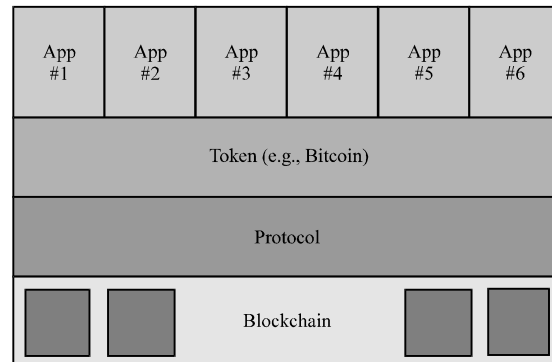 App
#1
App
#2
App
#3
App
#4
App
#5
App
#6
Token (e.g., Bitcoin)
Protocol
Blockchain